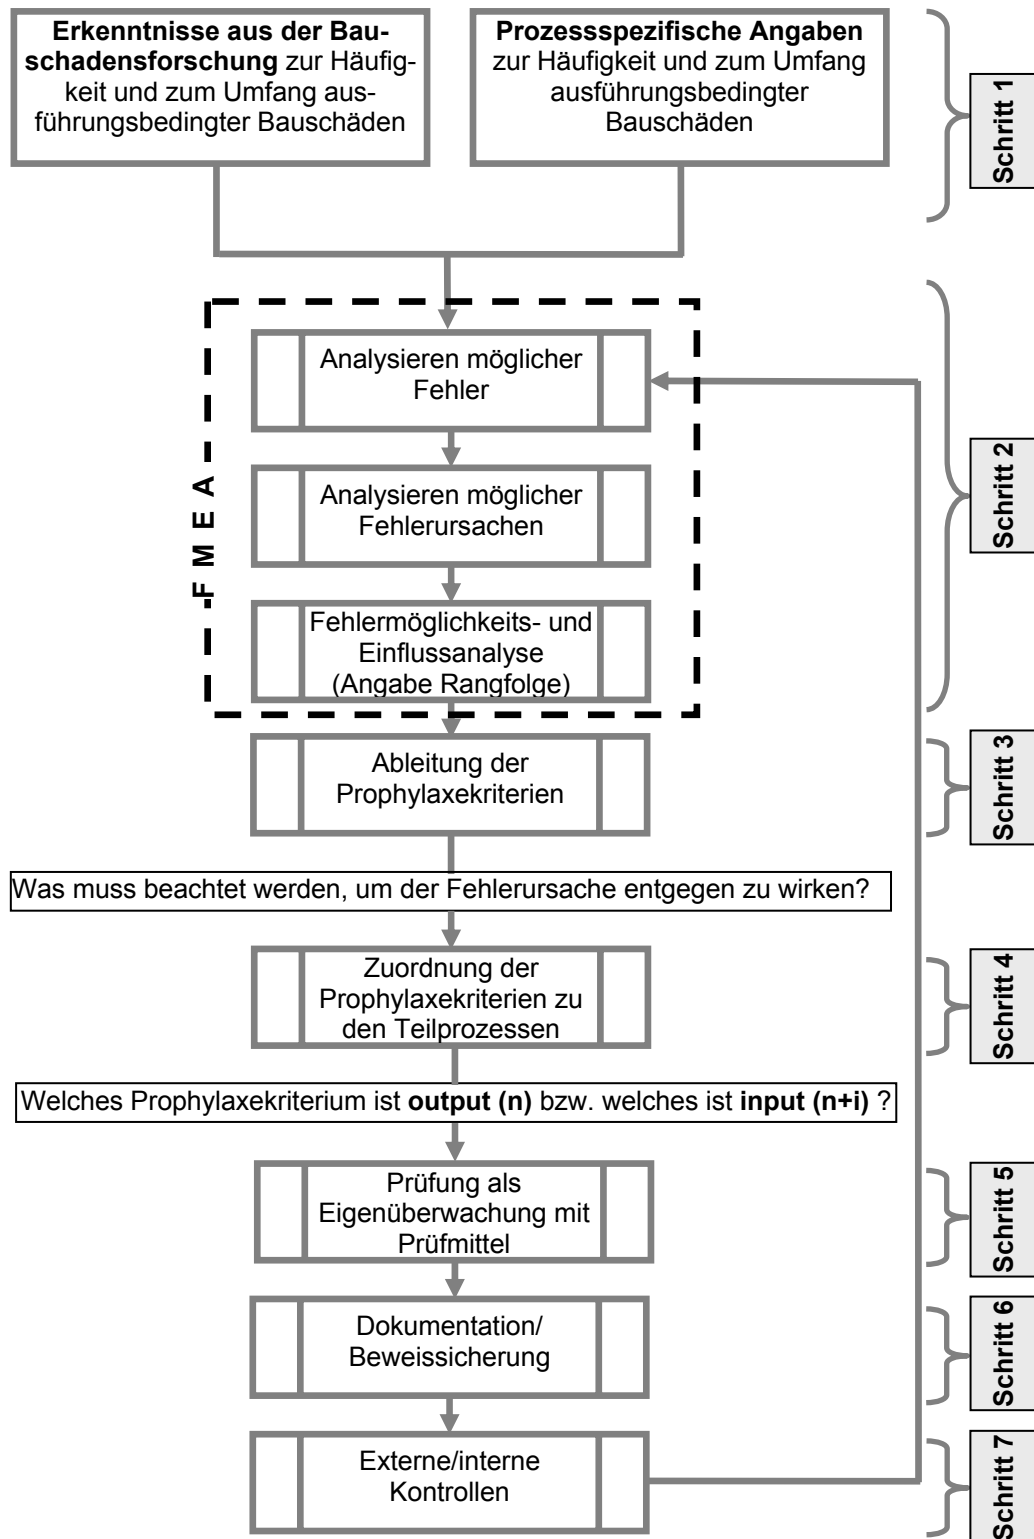 Erkenntnisse aus der Bau-
schadensforschung zur Häufig-
keit und zum Umfang aus-
führungsbedingter Bauschäden
Prozessspezifische Angaben
zur Häufigkeit und zum Umfang
ausführungsbedingter
Bauschäden
Schritt 1
F M E A
Analysieren möglicher
Fehler
Analysieren möglicher
Fehlerursachen
Fehlermöglichkeits- und
Einflussanalyse
(Angabe Rangfolge)
Schritt 2
Ableitung der
Prophylaxekriterien
Schritt 3
Was muss beachtet werden, um der Fehlerursache entgegen zu wirken?
Zuordnung der
Prophylaxekriterien zu
den Teilprozessen
Schritt 4
Welches Prophylaxekriterium ist output (n) bzw. welches ist input (n+i) ?
Prüfung als
Eigenüberwachung mit
Prüfmittel
Schritt 5
Dokumentation/
Beweissicherung
Schritt 6
Externe/interne
Kontrollen
Schritt 7